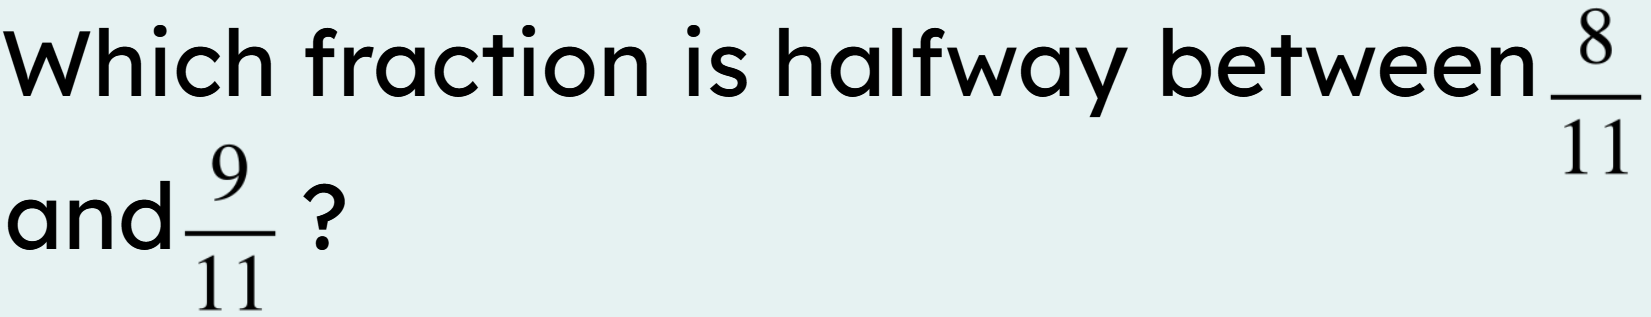 Which fraction is halfway between 8/11
and 9/11 ?